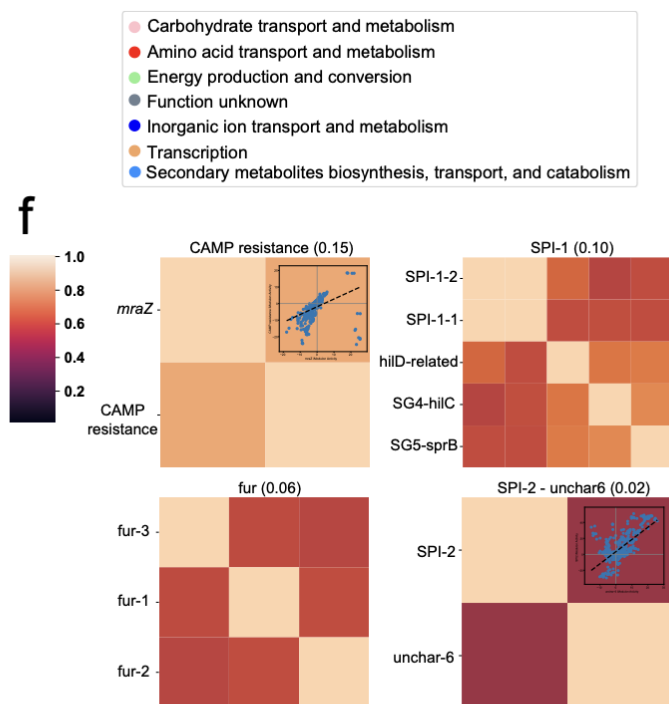 Carbohydrate transport and metabolism
Amino acid transport and metabolism
Energy production and conversion
Function unknown
Inorganic ion transport and metabolism
Transcription
Secondary metabolites biosynthesis, transport, and catabolism
f
1.0
0.8
0.6
0.4
0.2
CAMP resistance (0.15)
mraZ
CAMP
resistance
SPI-1 (0.10)
SPI-1-2
SPI-1-1
hilD-related
SG4-hilC
SG5-sprB
fur (0.06)
fur-3
fur-1
fur-2
SPI-2 - unchar6 (0.02)
SPI-2
unchar-6